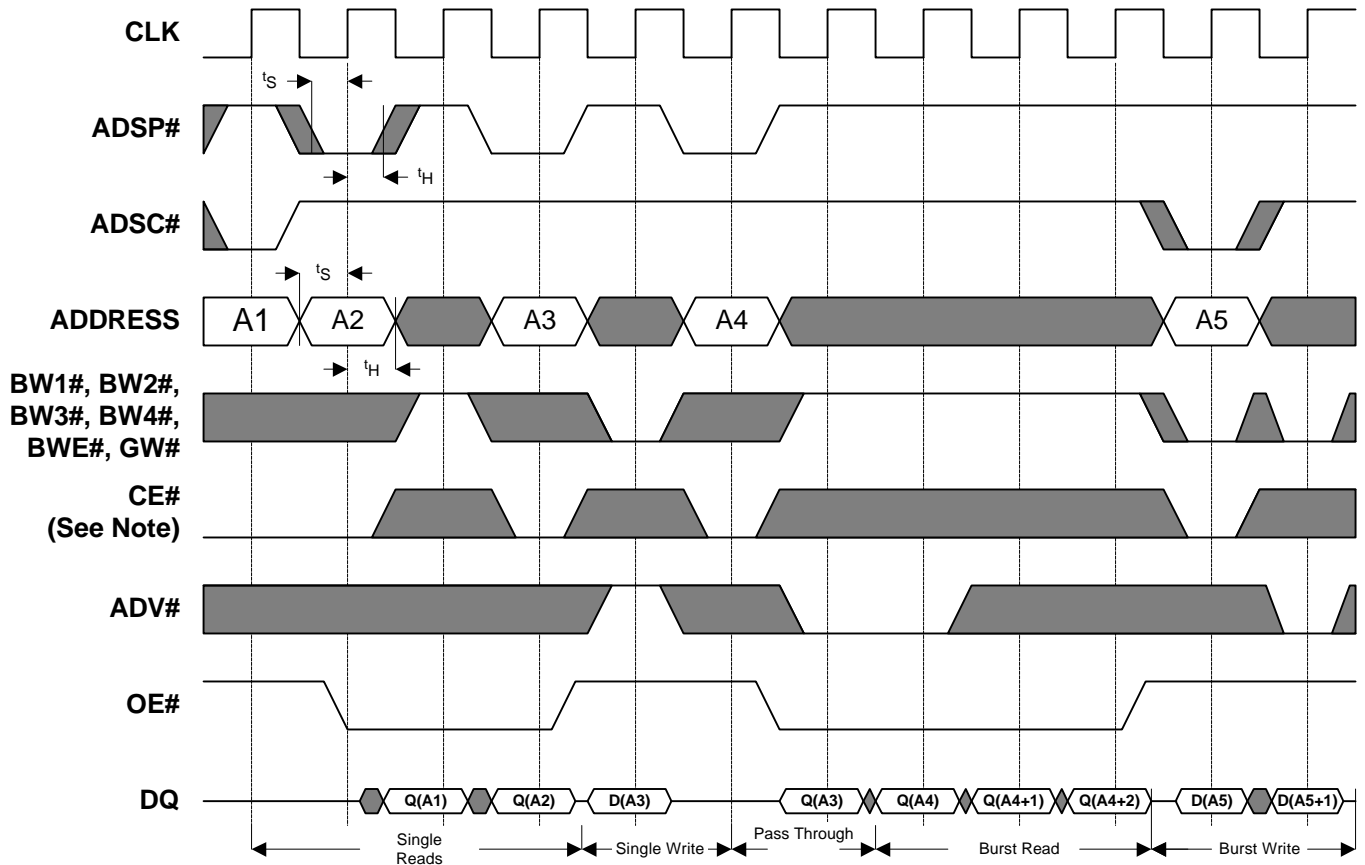 CLK
tS
ADSP#
tH
ADSC#
tS
ADDRESS
A1
A2
A3
A4
A5
tH
BW1#, BW2#,
BW3#, BW4#,
BWE#, GW#
CE#
(See Note)
ADV#
OE#
DQ
Q(A1)
Q(A2)
D(A3)
Q(A3)
Q(A4)
Q(A4+1)
Q(A4+2)
D(A5)
D(A5+1)
Single
Reads
Single Write
Pass Through
Burst Read
Burst Write